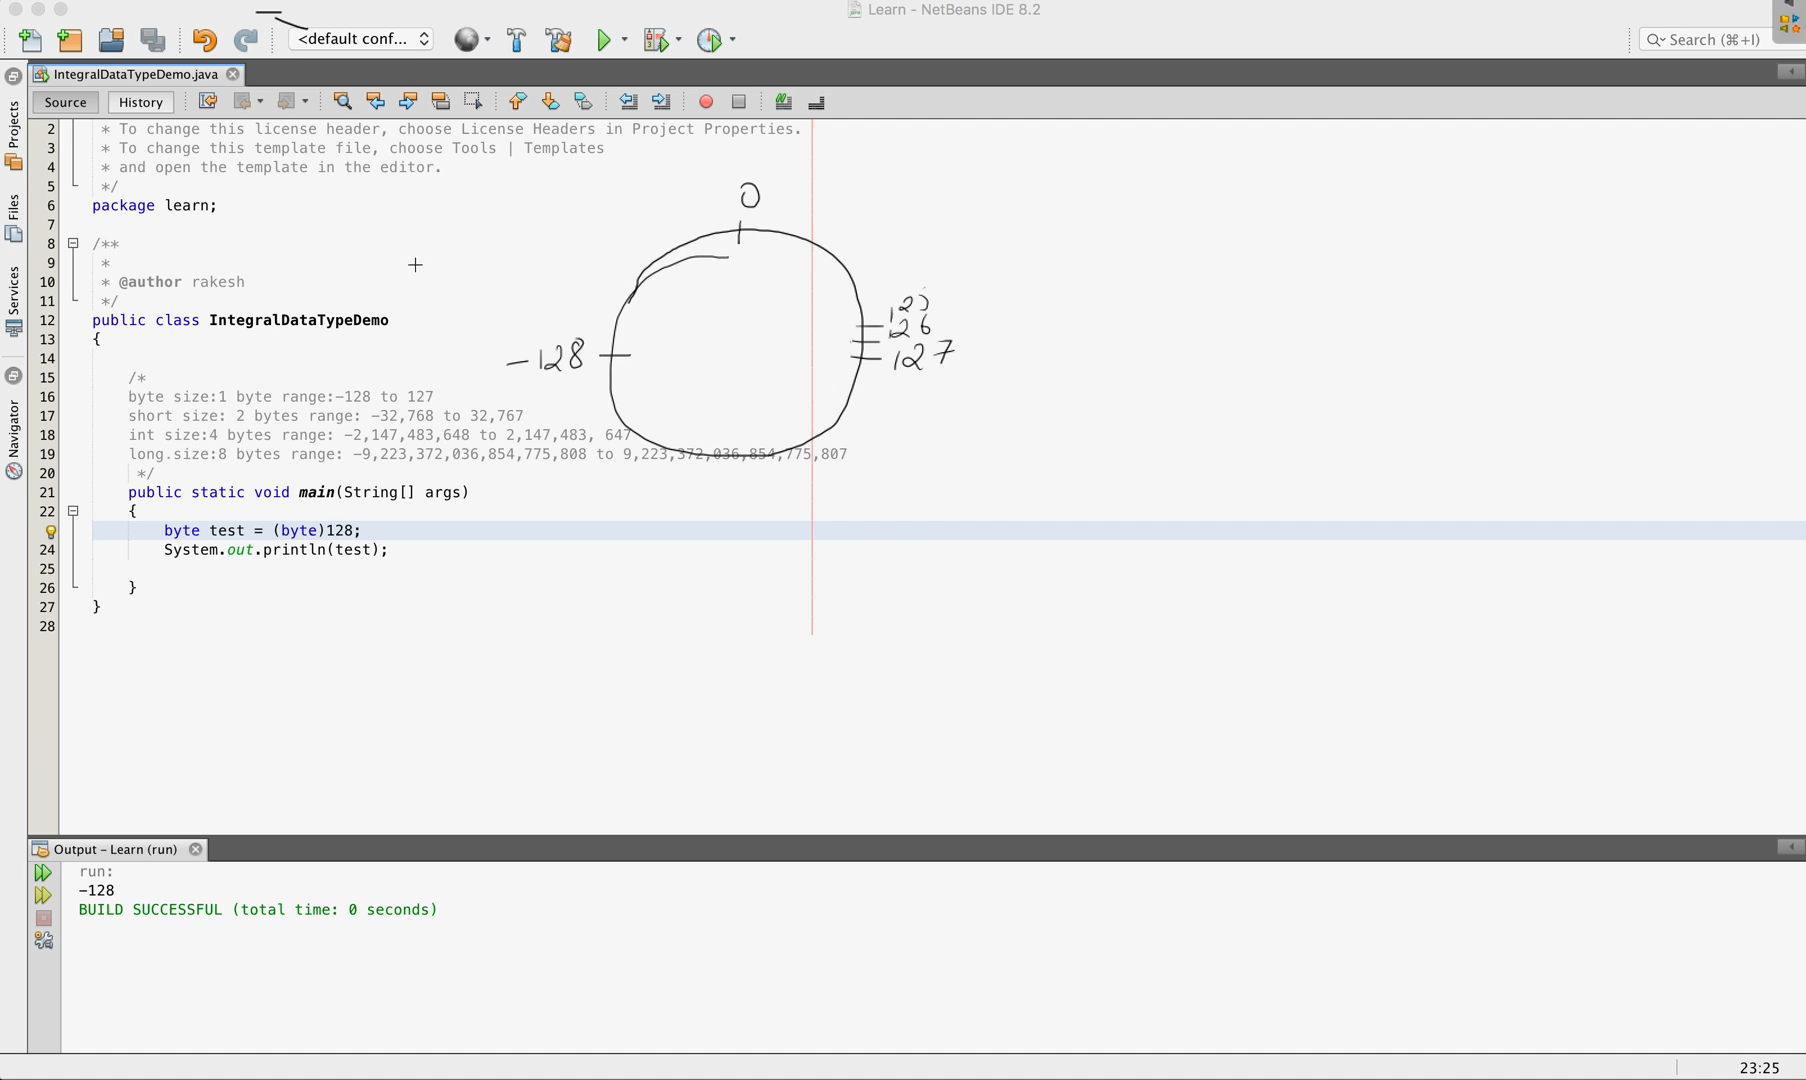 Learn - NetBeans IDE 8.2
<default conf...
Search (⌘+I)
IntegralDataTypeDemo.java
Source
History
Projects
Files
Services
Navigator
2 * To change this license header, choose License Headers in Project Properties.
3 * To change this template file, choose Tools | Templates
4 * and open the template in the editor.
5 */
6 package learn;
7
8 /**
9 *
10 * @author rakesh
11 */
12 public class IntegralDataTypeDemo
13 {
14
15 /*
16 byte size:1 byte range:-128 to 127
17 short size: 2 bytes range: -32,768 to 32,767
18 int size:4 bytes range: -2,147,483,648 to 2,147,483, 647
19 long.size:8 bytes range: -9,223,372,036,854,775,808 to 9,223,372,036,854,775,807
20 */
21 public static void main(String[] args)
22 {
byte test = (byte)128;
24 System.out.println(test);
25
26 }
27 }
28
0
126
-128
127
Output - Learn (run)
run:
-128
BUILD SUCCESSFUL (total time: 0 seconds)
23:25